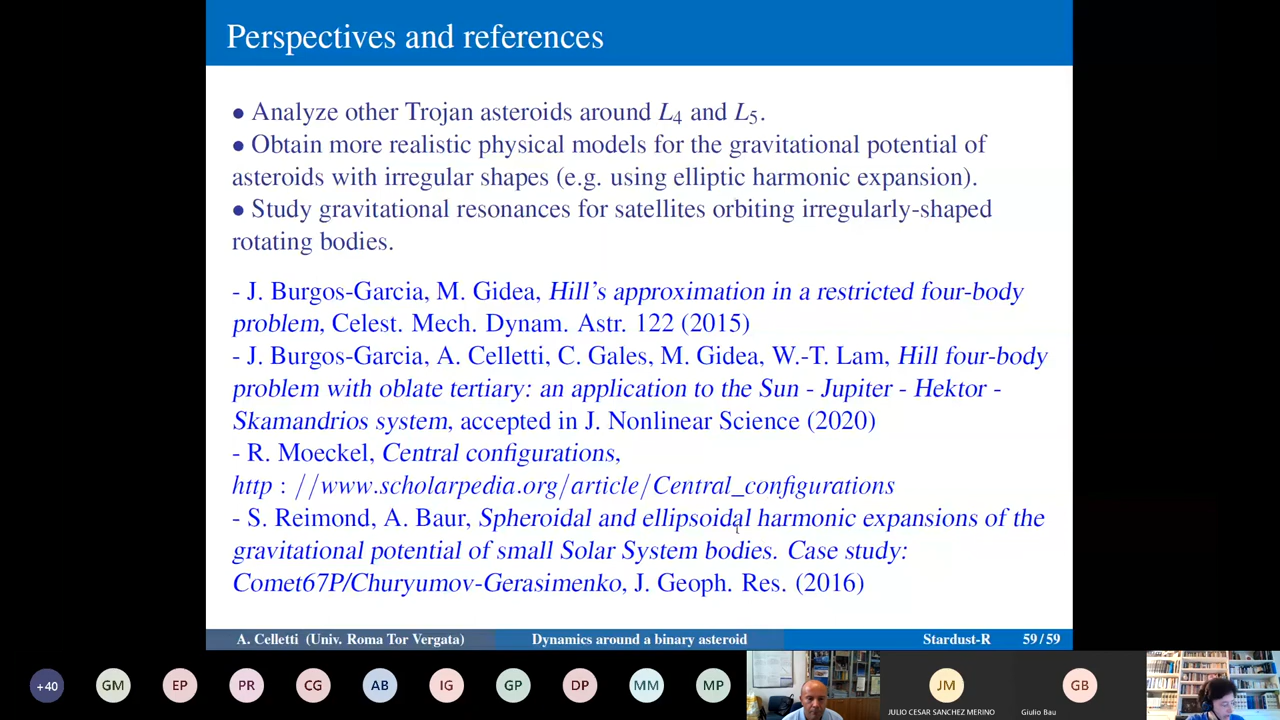 Perspectives and references
• Analyze other Trojan asteroids around L4 and L5.
• Obtain more realistic physical models for the gravitational potential of
asteroids with irregular shapes (e.g. using elliptic harmonic expansion).
• Study gravitational resonances for satellites orbiting irregularly-shaped
rotating bodies.
- J. Burgos-Garcia, M. Gidea, Hill's approximation in a restricted four-body
problem, Celest. Mech. Dynam. Astr. 122 (2015)
- J. Burgos-Garcia, A. Celletti, C. Gales, M. Gidea, W.-T. Lam, Hill four-body
problem with oblate tertiary: an application to the Sun - Jupiter - Hektor -
Skamandrios system, accepted in J. Nonlinear Science (2020)
- R. Moeckel, Central configurations,
http : //www.scholarpedia.org/article/Central_configurations
- S. Reimond, A. Baur, Spheroidal and ellipsoidal harmonic expansions of the
gravitational potential of small Solar System bodies. Case study:
Comet67P/Churyumov-Gerasimenko, J. Geoph. Res. (2016)
A. Celletti (Univ. Roma Tor Vergata) Dynamics around a binary asteroid Stardust-R 59 / 59
+40 GM EP PR CG AB IG GP DP MM MP JM GB
JULIO CESAR SANCHEZ MERINO Giulio Bau